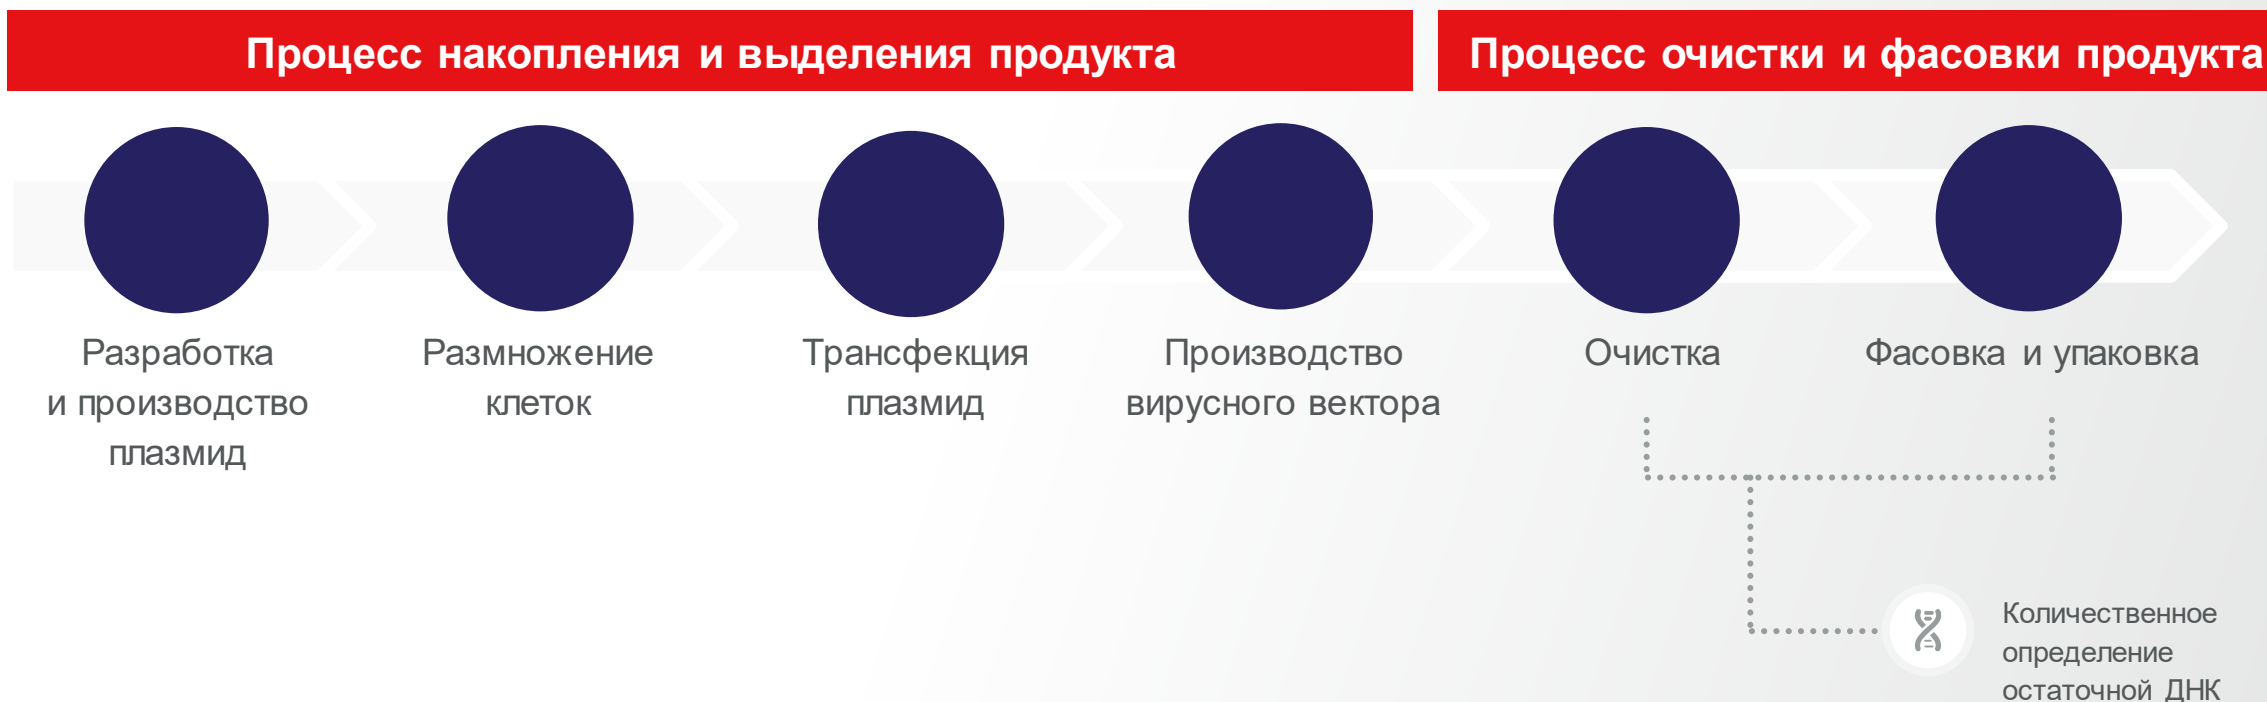 Процесс накопления и выделения продукта
Процесс очистки и фасовки продукта
Разработка
и производство
плазмид
Размножение
клеток
Трансфекция
плазмид
Производство
вирусного вектора
Очистка
Фасовка и упаковка
Количественное
определение
остаточной ДНК